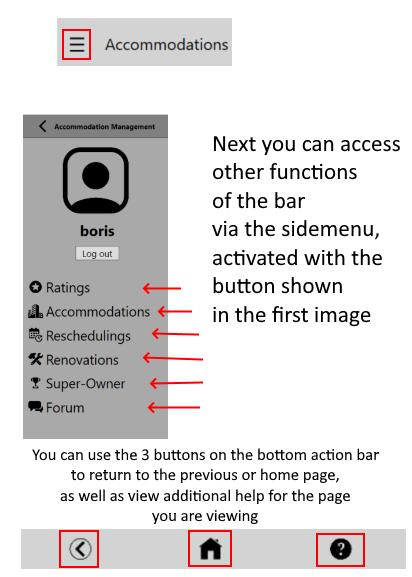 Accommodations
Accommodation Management
boris
Log out
Ratings
Accommodations
Reschedulings
Renovations
Super-Owner
Forum
Next you can access
other functions
of the bar
via the sidemenu,
activated with the
button shown
in the first image
You can use the 3 buttons on the bottom action bar
to return to the previous or home page,
as well as view additional help for the page
you are viewing